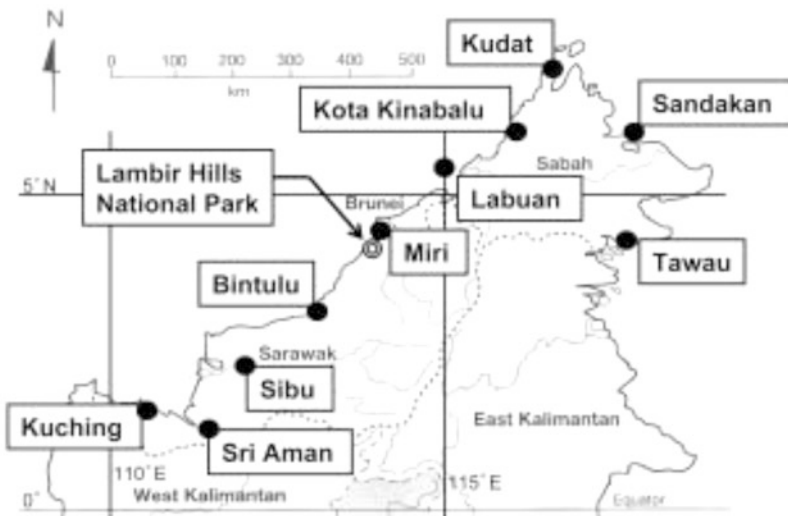 N
Kudat
0 100 200 300 400 500
km
Kota Kinabalu
Sandakan
Lambir Hills
National Park
Sabah
5°N
Brunei
Labuan
Miri
Tawau
Bintulu
Sarawak
Sibu
Kuching
East Kalimantan
Sri Aman
110°E
115°E
West Kalimantan
0°
Equator